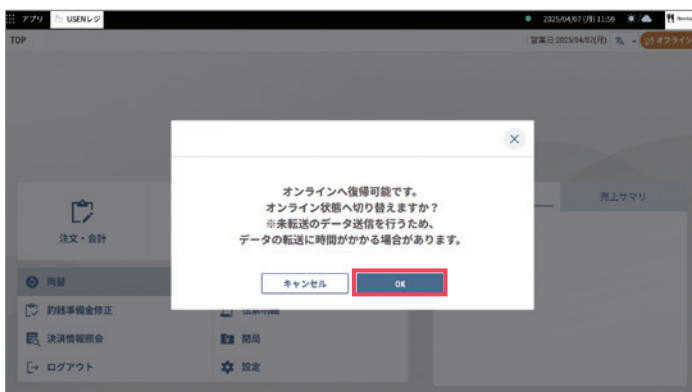 アプリ USENレジ 2025/04/07(月) 11:59
TOP 営業日:2025/04/07(月) オフライン
オンラインへ復帰可能です。
オンライン状態へ切り替えますか？
※未転送のデータ送信を行うため、
データの転送に時間がかかる場合があります。
キャンセル OK
注文・会計 売上サマリ
両替
釣銭準備金修正
決済情報照会 開局
ログアウト 設定